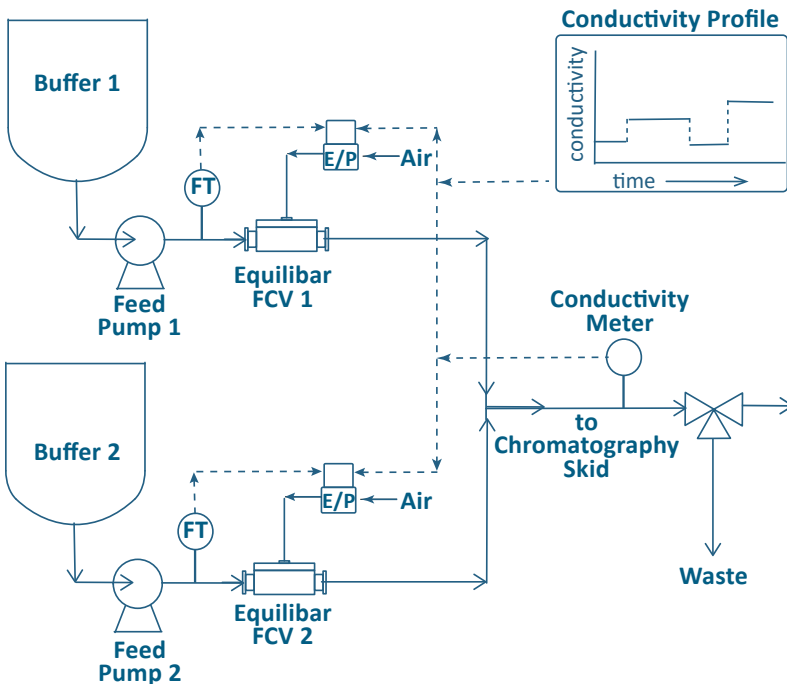 Conductivity Profile
conductivity
time
Buffer 1
E/P
Air
FT
Equilibar
FCV 1
Feed
Pump 1
Conductivity
Meter
Buffer 2
to
Chromatography
Skid
E/P
Air
FT
Waste
Equilibar
FCV 2
Feed
Pump 2